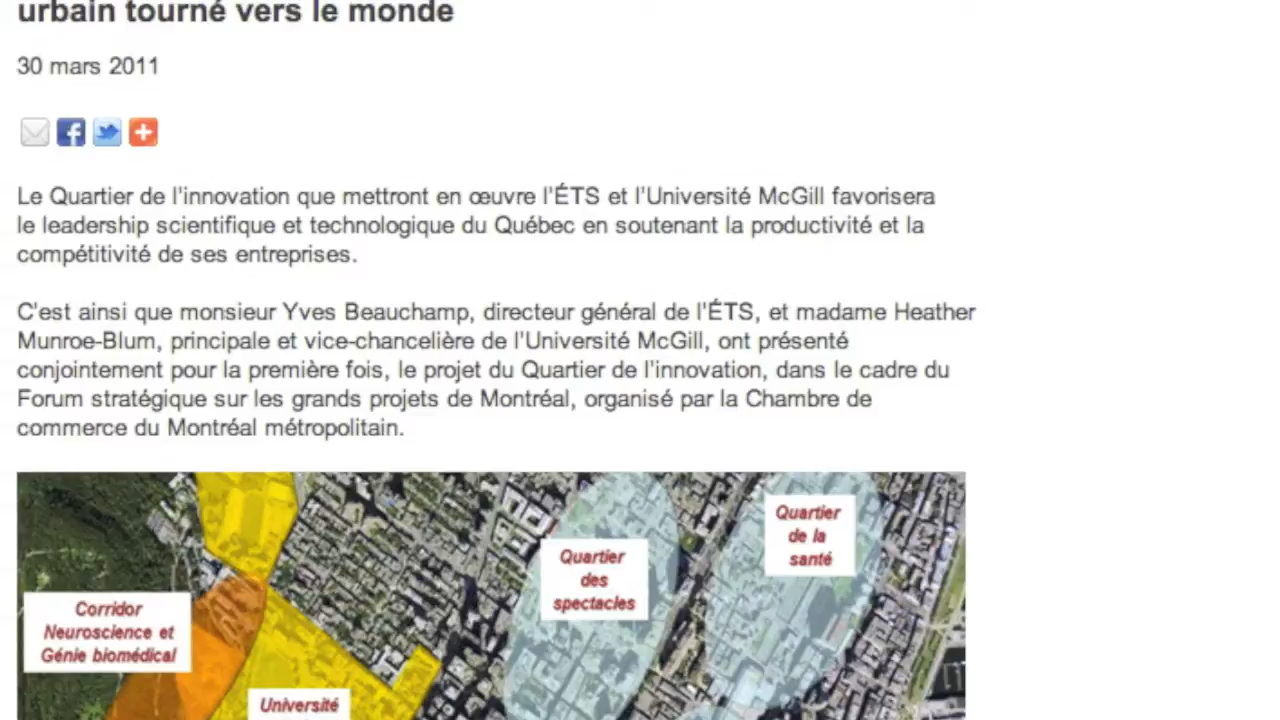 urbain tourné vers le monde
30 mars 2011
Le Quartier de l'innovation que mettront en œuvre l'ÉTS et l'Université McGill favorisera
le leadership scientifique et technologique du Québec en soutenant la productivité et la
compétitivité de ses entreprises.
C'est ainsi que monsieur Yves Beauchamp, directeur général de l'ÉTS, et madame Heather
Munroe-Blum, principale et vice-chancelière de l'Université McGill, ont présenté
conjointement pour la première fois, le projet du Quartier de l'innovation, dans le cadre du
Forum stratégique sur les grands projets de Montréal, organisé par la Chambre de
commerce du Montréal métropolitain.
Quartier
de la
santé
Quartier
des
spectacles
Corridor
Neuroscience et
Génie biomédical
Université